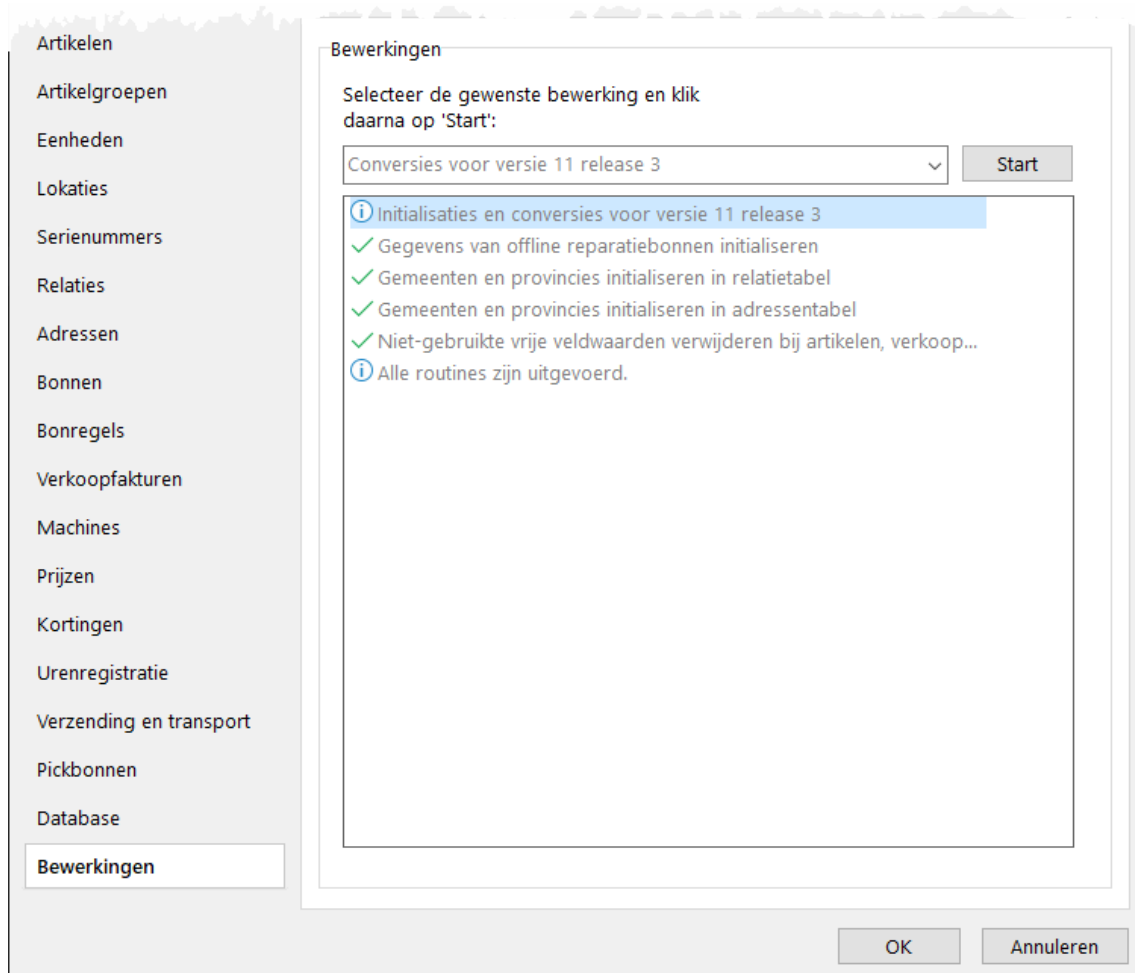 Artikelen
Artikelgroepen
Eenheden
Lokaties
Serienummers
Relaties
Adressen
Bonnen
Bonregels
Verkoopfakturen
Machines
Prijzen
Kortingen
Urenregistratie
Verzending en transport
Pickbonnen
Database
Bewerkingen
Bewerkingen
Selecteer de gewenste bewerking en klik
daarna op 'Start':
Conversies voor versie 11 release 3
Start
Initialisaties en conversies voor versie 11 release 3
Gegevens van offline reparatiebonnen initialiseren
Gemeenten en provincies initialiseren in relatietabel
Gemeenten en provincies initialiseren in adressentabel
Niet-gebruikte vrije veldwaarden verwijderen bij artikelen, verkoop...
Alle routines zijn uitgevoerd.
OK
Annuleren